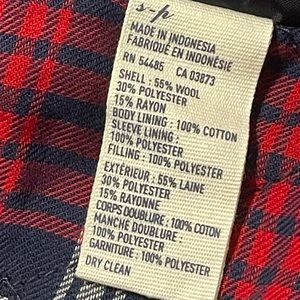 s-p
MADE IN INDONESIA
FABRIQUÉ EN INDONÉSIE
RN 54485 CA 03873
SHELL : 55% WOOL
30% POLYESTER
15% RAYON
BODY LINING : 100% COTTON
SLEEVE LINING :
100% POLYESTER
FILLING : 100% POLYESTER
EXTÉRIEUR : 55% LAINE
30% POLYESTER
15% RAYONNE
CORPS DOUBLURE : 100% COTON
MANCHE DOUBLURE :
100% POLYESTER
GARNITURE : 100% POLYESTER
DRY CLEAN